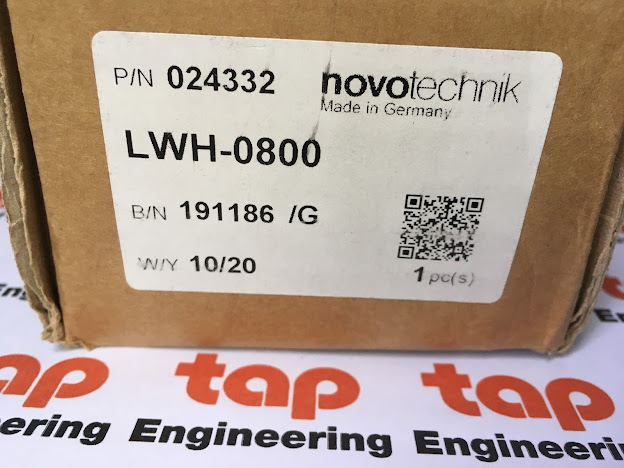 P/N 024332
novotechnik
Made in Germany
LWH-0800
B/N 191186 /G
W/Y 10/20
1 pc(s)
tap tap tap
Engineering Engineering Engineering